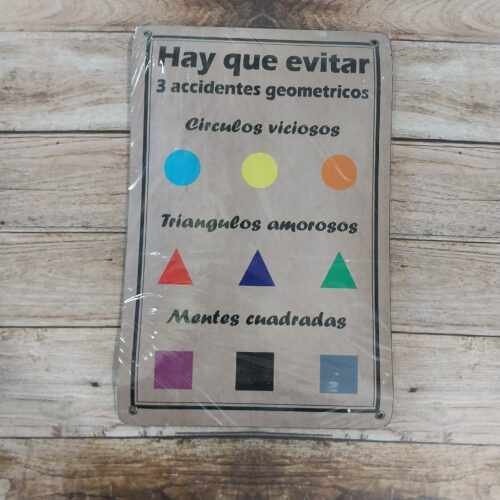 Hay que evitar
3 accidentes geometricos
Circulos viciosos
Triangulos amorosos
Mentes cuadradas